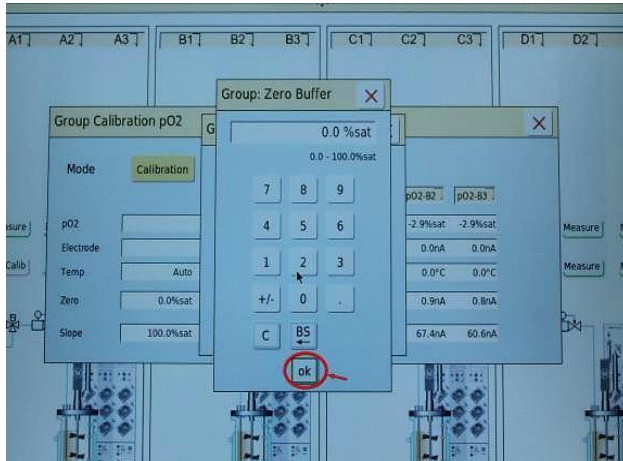 A1 A2 A3 B1 B2 B3 C1 C2 C3 D1 D2
Group: Zero Buffer
Group Calibration pO2 G
0.0 %sat
0.0 - 100.0%sat
Mode Calibration
7 8 9
pO2-B2 pO2-B3
pO2 4 5 6 -2.9%sat -2.9%sat Measure
Electrode 0.0nA 0.0nA
Calib Temp Auto 1 2 3 0.0°C 0.0°C Measure
Zero 0.0%sat +/- 0 . 0.9nA 0.8nA
Slope 100.0%sat C BS 67.4nA 60.6nA
ok